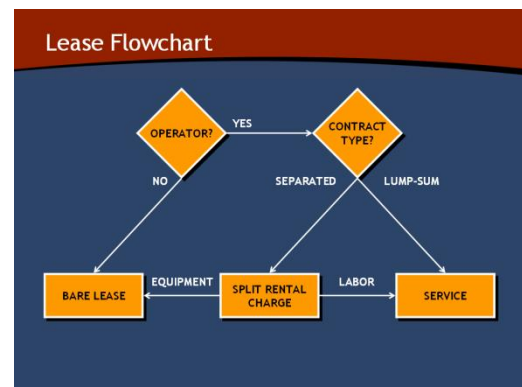 Lease Flowchart
OPERATOR?
YES
CONTRACT
TYPE?
NO
SEPARATED
LUMP-SUM
BARE LEASE
EQUIPMENT
SPLIT RENTAL
CHARGE
LABOR
SERVICE